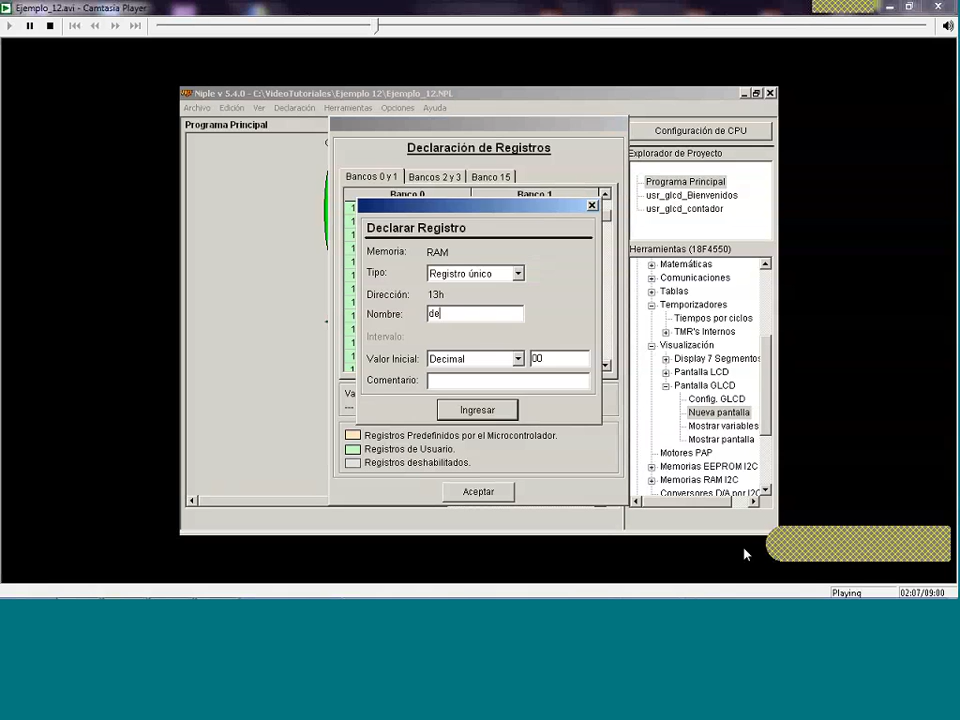 Ejemplo_12.avi - Camtasia Player
Niple v 5.4.0 - C:\VideoTutoriales\Ejemplo 12\Ejemplo_12.NPL
Archivo Edición Ver Declaración Herramientas Opciones Ayuda
Programa Principal
Configuración de CPU
Declaración de Registros
Explorador de Proyecto
Bancos 0 y 1 Bancos 2 y 3 Banco 15
Programa Principal
Banco 0 Banco 1
usr_glcd_Bienvenidos
usr_glcd_contador
Declarar Registro
Memoria: RAM
Herramientas (18F4550)
Matemáticas
Tipo: Registro único
Comunicaciones
Tablas
Dirección: 13h
Temporizadores
Nombre: de
Tiempos por ciclos
TMR's Internos
Intervalo:
Visualización
Valor Inicial: Decimal 00
Display 7 Segmentos
Pantalla LCD
Comentario:
Pantalla GLCD
Config. GLCD
Va
---
Ingresar
Nueva pantalla
Mostrar variables
Registros Predefinidos por el Microcontrolador.
Mostrar pantalla
Registros de Usuario.
Motores PAP
Registros deshabilitados.
Memorias EEPROM I2C
Memorias RAM I2C
Aceptar
Conversores D/A por I2C
Playing 02:07/09:00